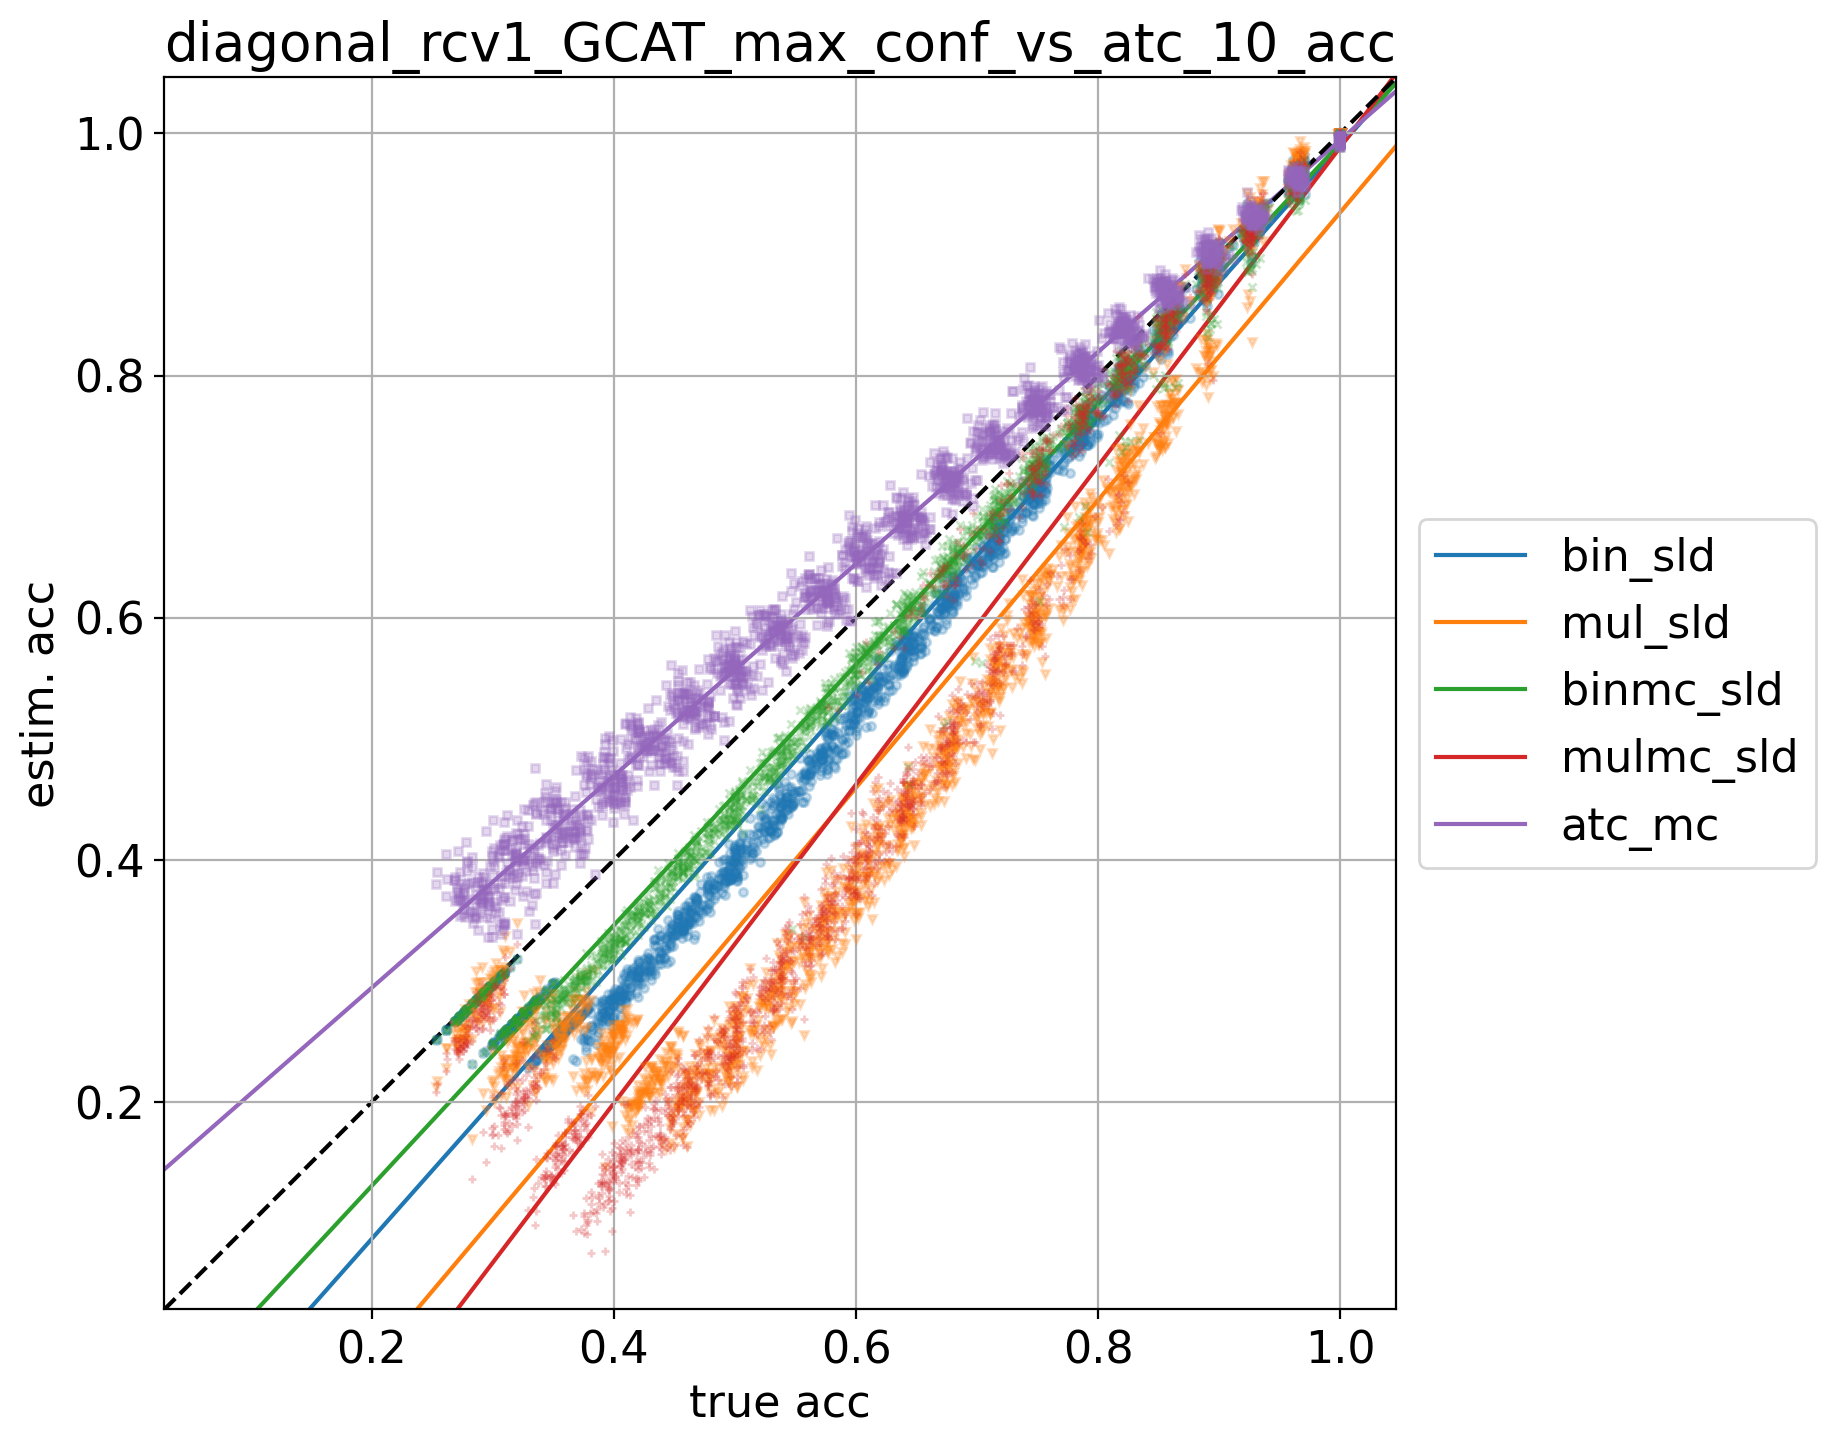 diagonal_rcv1_GCAT_max_conf_vs_atc_10_acc
1.0
0.8
0.6
0.4
0.2
estim. acc
0.2 0.4 0.6 0.8 1.0
true acc
bin_sld
mul_sld
binmc_sld
mulmc_sld
atc_mc